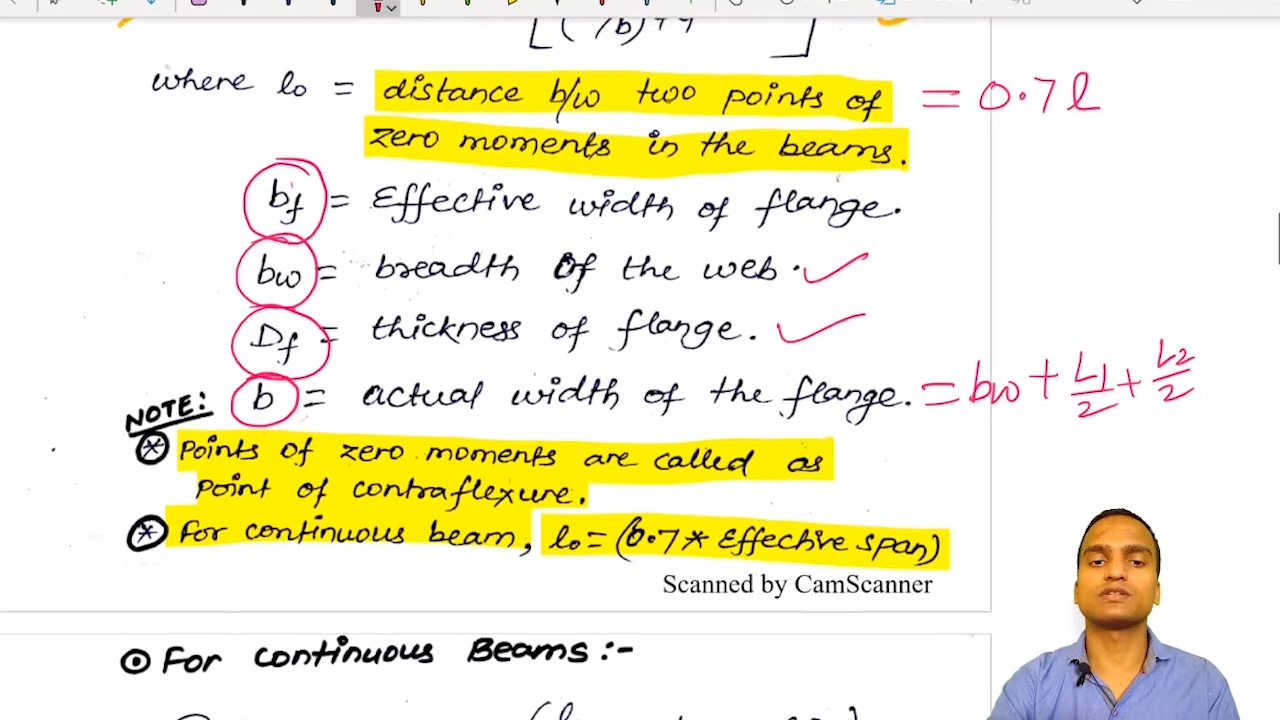 where lo = distance b/w two points of = 0.7l
zero moments in the beams.
bf = Effective width of flange.
bw = breadth of the web.
Df = thickness of flange.
b = actual width of the flange. = bw + L1/2 + L2/2
NOTE:
* Points of zero moments are called as
Point of contraflexure.
* For continuous beam, lo = (0.7* Effective span)
Scanned by CamScanner
⊙ For continuous Beams :-